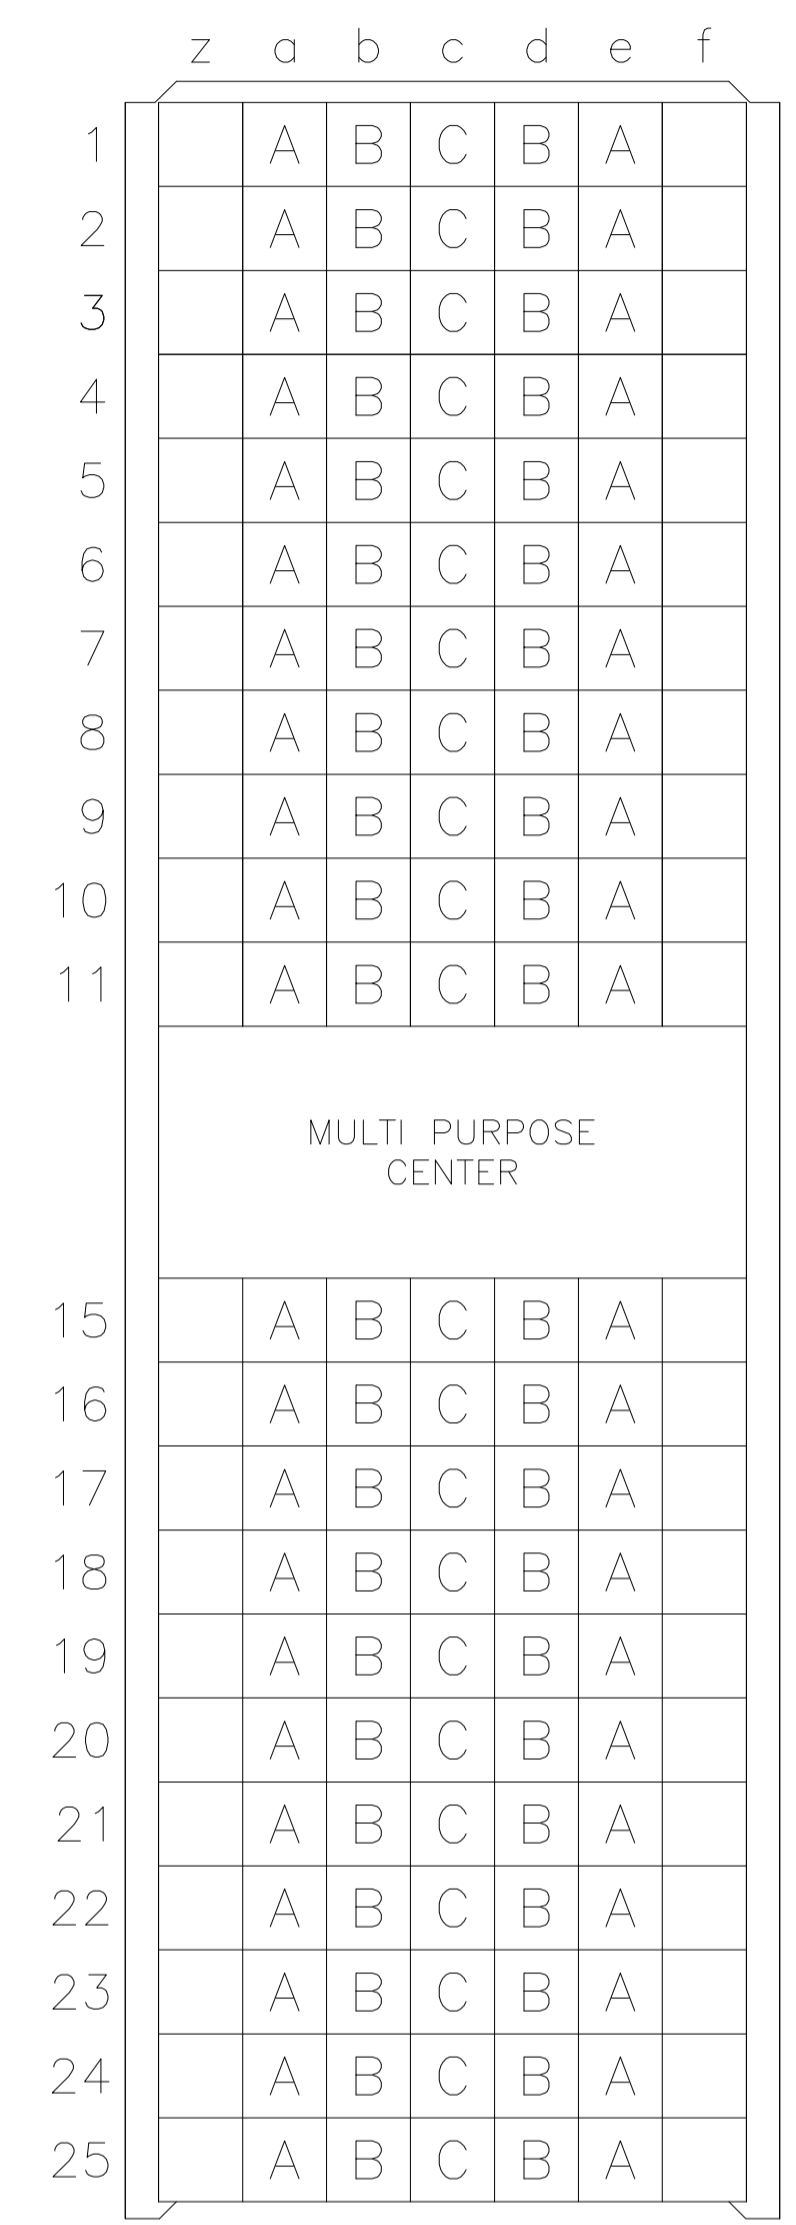 z a b c d e f
1 A B C B A
2 A B C B A
3 A B C B A
4 A B C B A
5 A B C B A
6 A B C B A
7 A B C B A
8 A B C B A
9 A B C B A
10 A B C B A
11 A B C B A
MULTI PURPOSE
CENTER
15 A B C B A
16 A B C B A
17 A B C B A
18 A B C B A
19 A B C B A
20 A B C B A
21 A B C B A
22 A B C B A
23 A B C B A
24 A B C B A
25 A B C B A